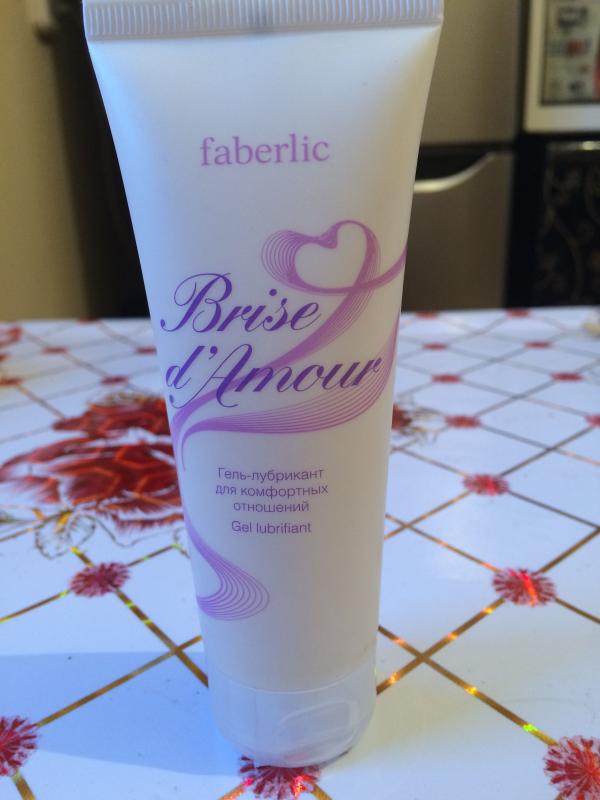 faberlic
Brise
d'Amour
Гель-лубрикант
для комфортных
отношений
Gel lubrifiant